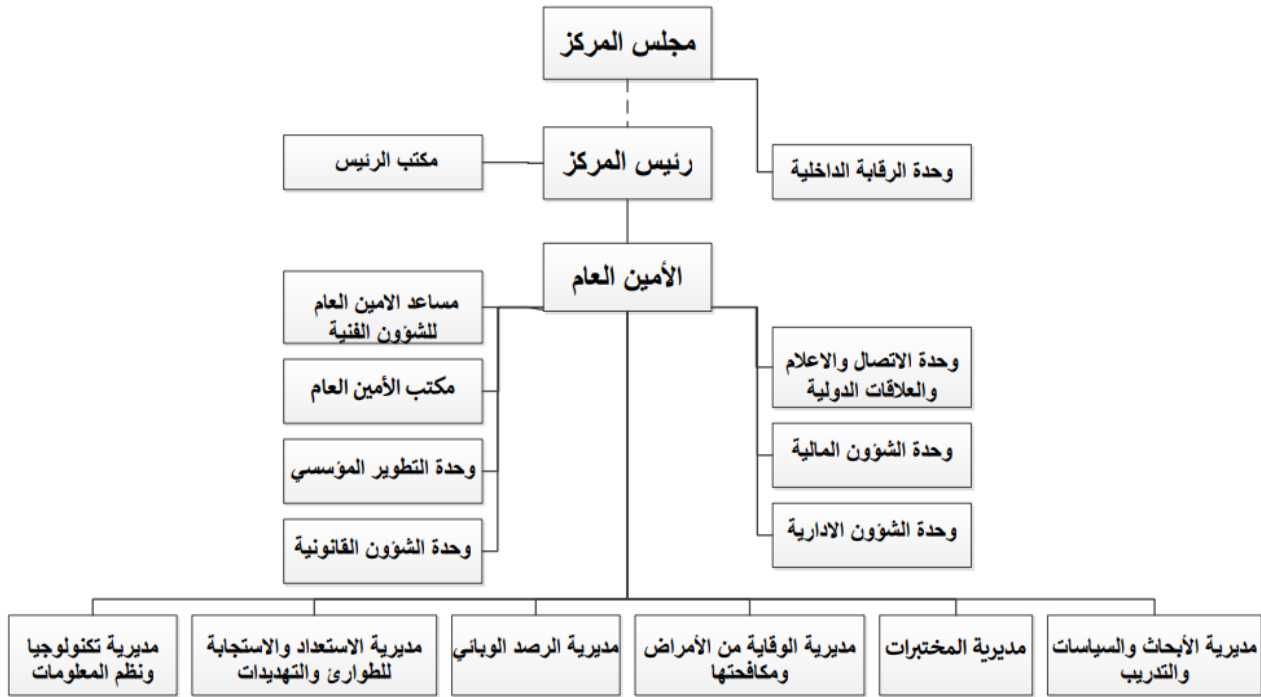 مجلس المركز
رئيس المركز
مكتب الرئيس
وحدة الرقابة الداخلية
الأمين العام
مساعد الامين العام
للشؤون الفنية
مكتب الأمين العام
وحدة التطوير المؤسسي
وحدة الشؤون القانونية
وحدة الاتصال والاعلام
والعلاقات الدولية
وحدة الشؤون المالية
وحدة الشؤون الادارية
مديرية الأبحاث والسياسات
والتدريب
مديرية المختبرات
مديرية الوقاية من الأمراض
ومكافحتها
مديرية الرصد الوبائي
مديرية الاستعداد والاستجابة
للطوارئ والتهديدات
مديرية تكنولوجيا
ونظم المعلومات